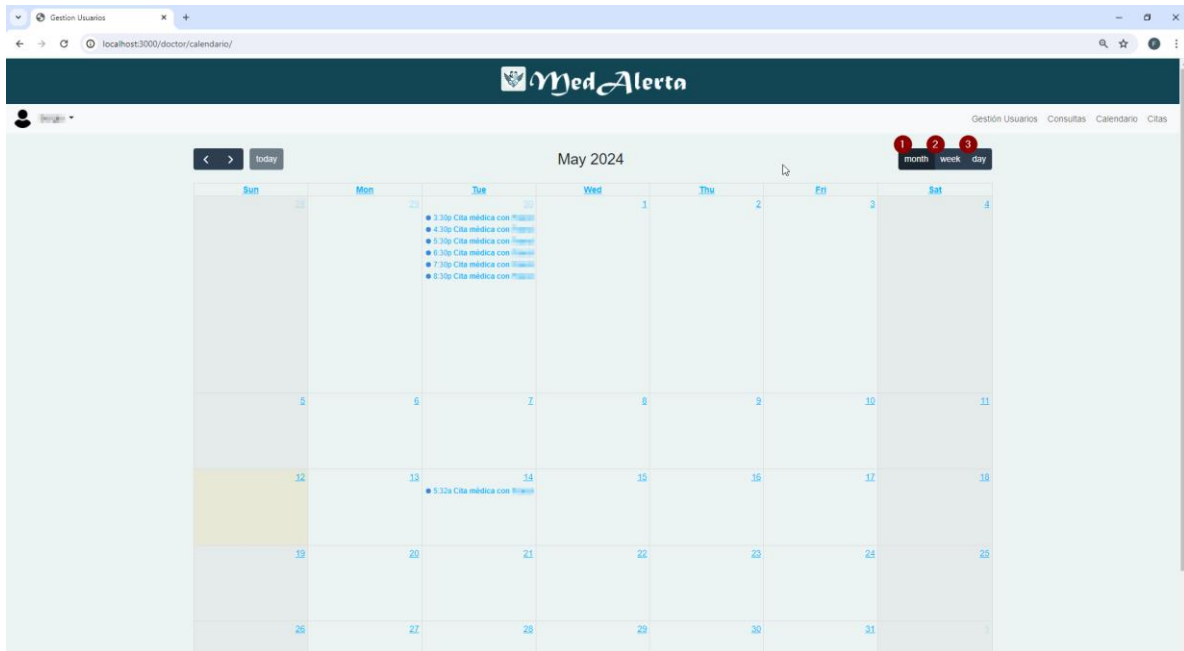 Gestion Usuarios
localhost:3000/doctor/calendario/
MedAlerta
Gestión Usuarios Consultas Calendario Citas
1 2 3
today May 2024 month week day
Sun Mon Tue Wed Thu Fri Sat
28 29 30 1 2 3 4
3:30p Cita médica con
4:30p Cita médica con
5:30p Cita médica con
6:30p Cita médica con
7:30p Cita médica con
8:30p Cita médica con
5 6 7 8 9 10 11
12 13 14 15 16 17 18
5:32a Cita médica con
19 20 21 22 23 24 25
26 27 28 29 30 31 1